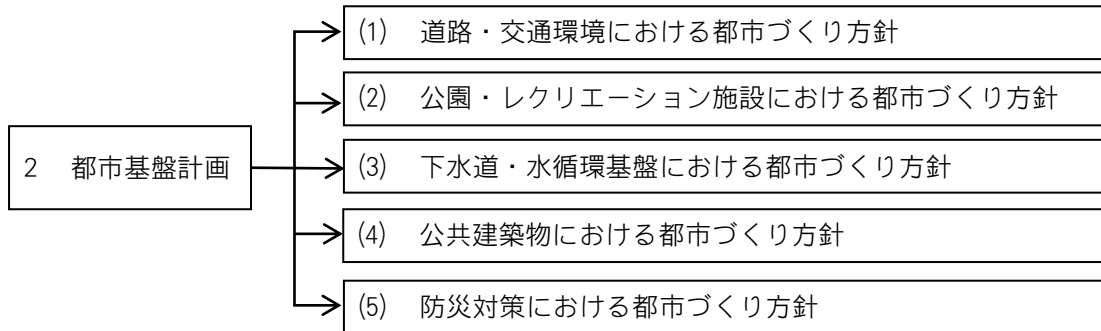 (1)　道路・交通環境における都市づくり方針
(2)　公園・レクリエーション施設における都市づくり方針
2　都市基盤計画
(3)　下水道・水循環基盤における都市づくり方針
(4)　公共建築物における都市づくり方針
(5)　防災対策における都市づくり方針